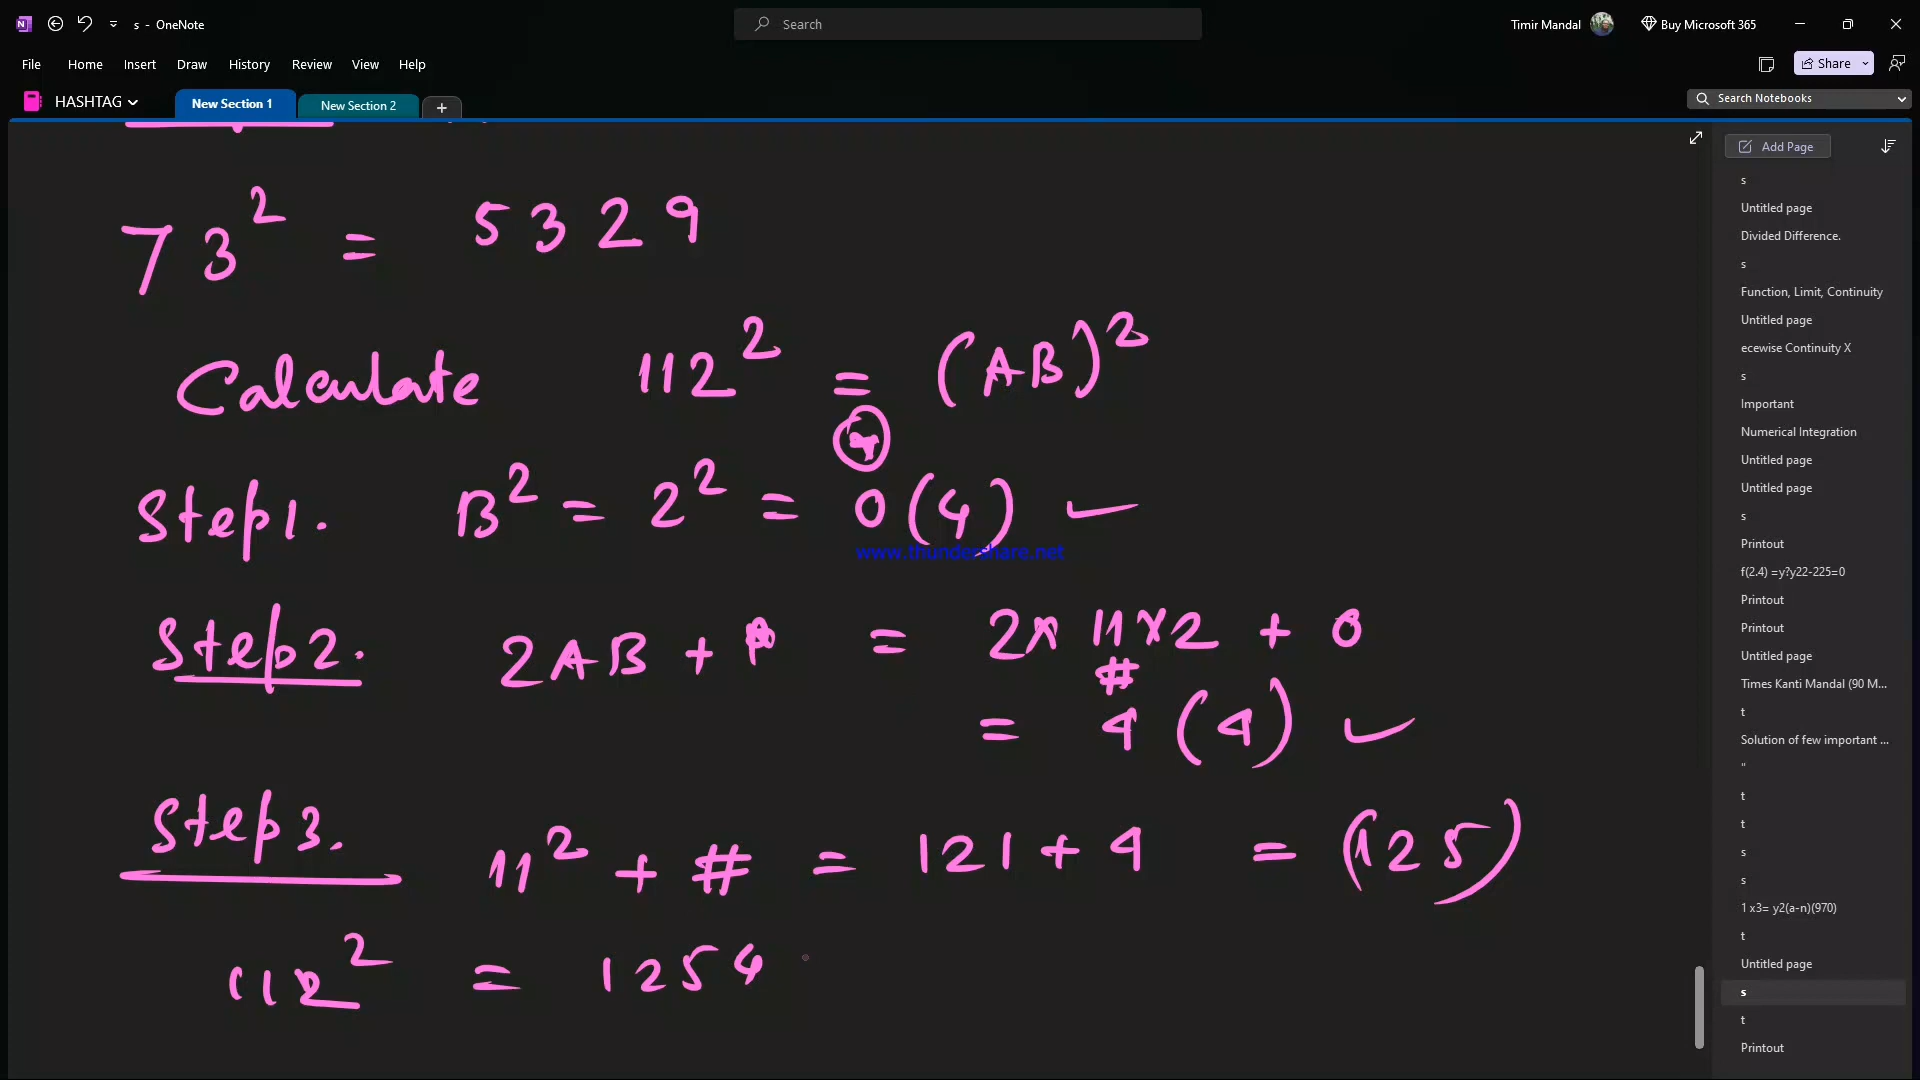 s - OneNote
Search
Timir Mandal
Buy Microsoft 365
File Home Insert Draw History Review View Help
Share
HASHTAG
New Section 1
New Section 2
+
Search Notebooks
Add Page
s
Untitled page
Divided Difference.
s
Function, Limit, Continuity
Untitled page
ecewise Continuity X
s
Important
Numerical Integration
Untitled page
Untitled page
s
Printout
f(2.4) =y?y22-225=0
Printout
Printout
Untitled page
Times Kanti Mandal (90 M...
t
Solution of few important ...
"
t
t
s
s
1 x3= y2(a-n)(970)
t
Untitled page
s
t
Printout
73² = 5329
Calculate 112² = (AB)²
Step1. B² = 2² = 0(4)
www.thundershare.net
Step2. 2AB + = 2x 11x2 + 0
#
= 4 (4)
Step3. 11² + # = 121+4 = (125)
112² = 1254